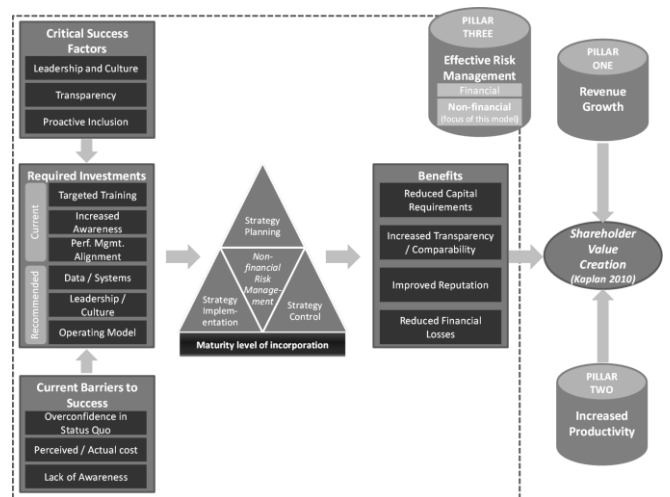 Critical Success
Factors
Leadership and Culture
Transparency
Proactive Inclusion
PILLAR
THREE
Effective Risk
Management
Financial
Non-financial
(focus of this model)
PILLAR
ONE
Revenue
Growth
Required Investments
Current
Targeted Training
Increased
Awareness
Perf. Mgmt.
Alignment
Recommended
Data / Systems
Leadership /
Culture
Operating Model
Strategy
Planning
Non-
financial
Risk
Manage-
ment
Strategy
Implem-
entation
Strategy
Control
Maturity level of incorporation
Benefits
Reduced Capital
Requirements
Increased Transparency
/ Comparability
Improved Reputation
Reduced Financial
Losses
Shareholder
Value
Creation
(Kaplan 2010)
Current Barriers to
Success
Overconfidence in
Status Quo
Perceived / Actual cost
Lack of Awareness
PILLAR
TWO
Increased
Productivity